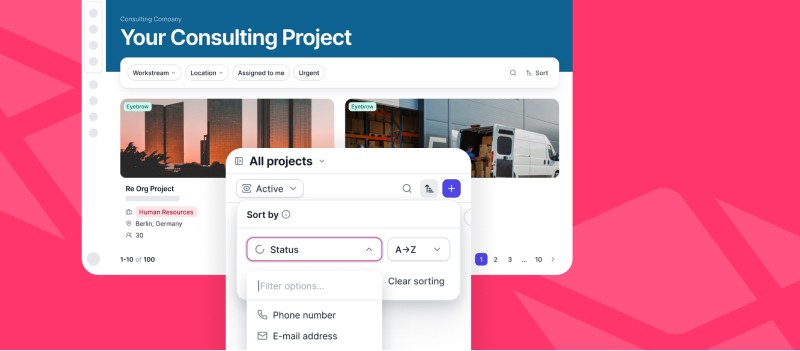 Consulting Company
Your Consulting Project
Workstream
Location
Assigned to me
Urgent
Sort
Eyebrow
Eyebrow
Re Org Project
Human Resources
Berlin, Germany
30
1-10 of 100
1 2 3 ... 10
All projects
Active
Sort by
Status
A→Z
Clear sorting
Filter options...
Phone number
E-mail address